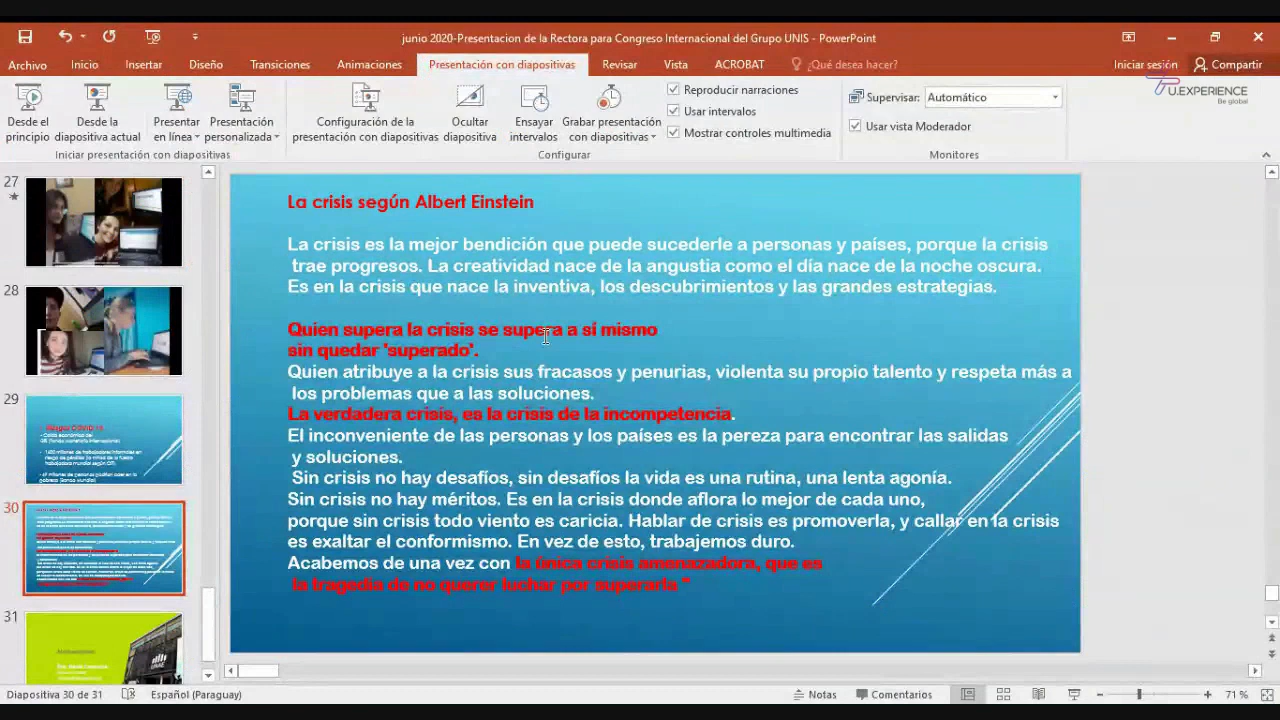 junio 2020-Presentacion de la Rectora para Congreso Internacional del Grupo UNIS - PowerPoint
Archivo Inicio Insertar Diseño Transiciones Animaciones Presentación con diapositivas Revisar Vista ACROBAT ¿Qué desea hacer? Iniciar sesión Compartir
U.EXPERIENCE
Be global
Desde el
principio
Desde la
diapositiva actual
Presentar
en línea
Presentación
personalizada
Configuración de la
presentación con diapositivas
Ocultar
diapositiva
Ensayar
intervalos
Grabar presentación
con diapositivas
Reproducir narraciones
Usar intervalos
Mostrar controles multimedia
Supervisar: Automático
Usar vista Moderador
Iniciar presentación con diapositivas Configurar Monitores
27
28
29
30
31
La crisis según Albert Einstein
La crisis es la mejor bendición que puede sucederle a personas y países, porque la crisis
trae progresos. La creatividad nace de la angustia como el día nace de la noche oscura.
Es en la crisis que nace la inventiva, los descubrimientos y las grandes estrategias.
Quien supera la crisis se supera a sí mismo
sin quedar 'superado'.
Quien atribuye a la crisis sus fracasos y penurias, violenta su propio talento y respeta más a
los problemas que a las soluciones.
La verdadera crisis, es la crisis de la incompetencia.
El inconveniente de las personas y los países es la pereza para encontrar las salidas
y soluciones.
Sin crisis no hay desafíos, sin desafíos la vida es una rutina, una lenta agonía.
Sin crisis no hay méritos. Es en la crisis donde aflora lo mejor de cada uno,
porque sin crisis todo viento es caricia. Hablar de crisis es promoverla, y callar en la crisis
es exaltar el conformismo. En vez de esto, trabajemos duro.
Acabemos de una vez con la única crisis amenazadora, que es
la tragedia de no querer luchar por superarla "
Diapositiva 30 de 31 Español (Paraguay) Notas Comentarios 71 %